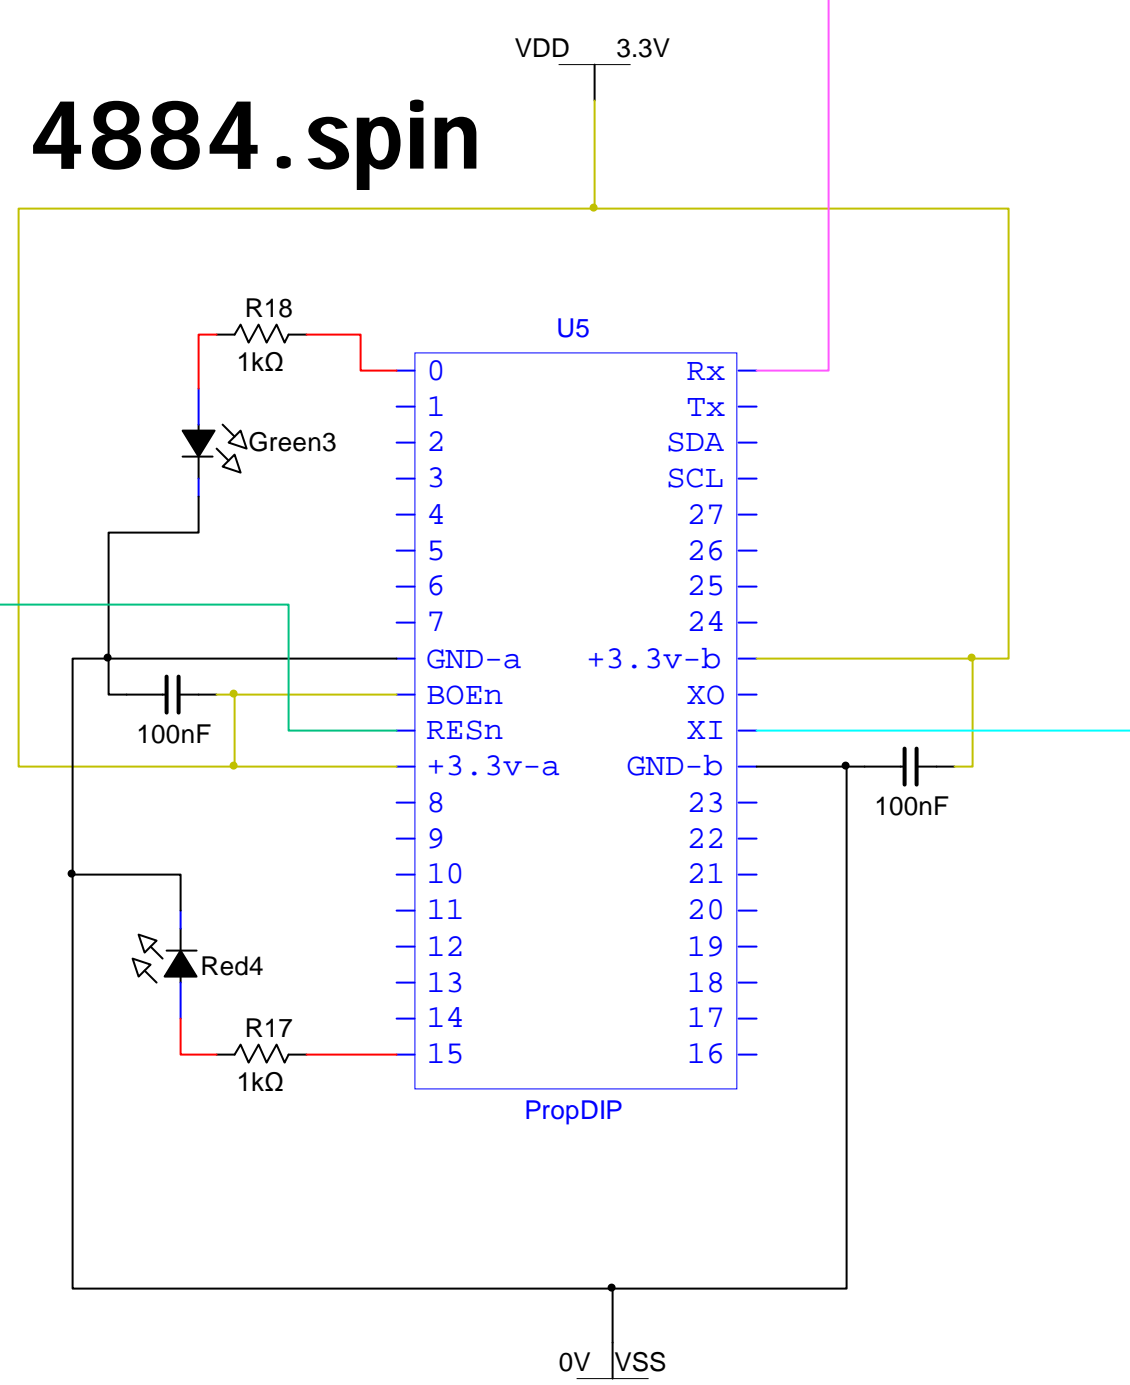 VDD 3.3V
4884.spin
R18
1kΩ
U5
Green3
0 Rx
1 Tx
2 SDA
3 SCL
4 27
5 26
6 25
7 24
GND-a +3.3v-b
BOEn XO
RESn XI
+3.3v-a GND-b
100nF
100nF
8 23
9 22
10 21
11 20
12 19
13 18
14 17
15 16
Red4
R17
1kΩ
PropDIP
0V VSS